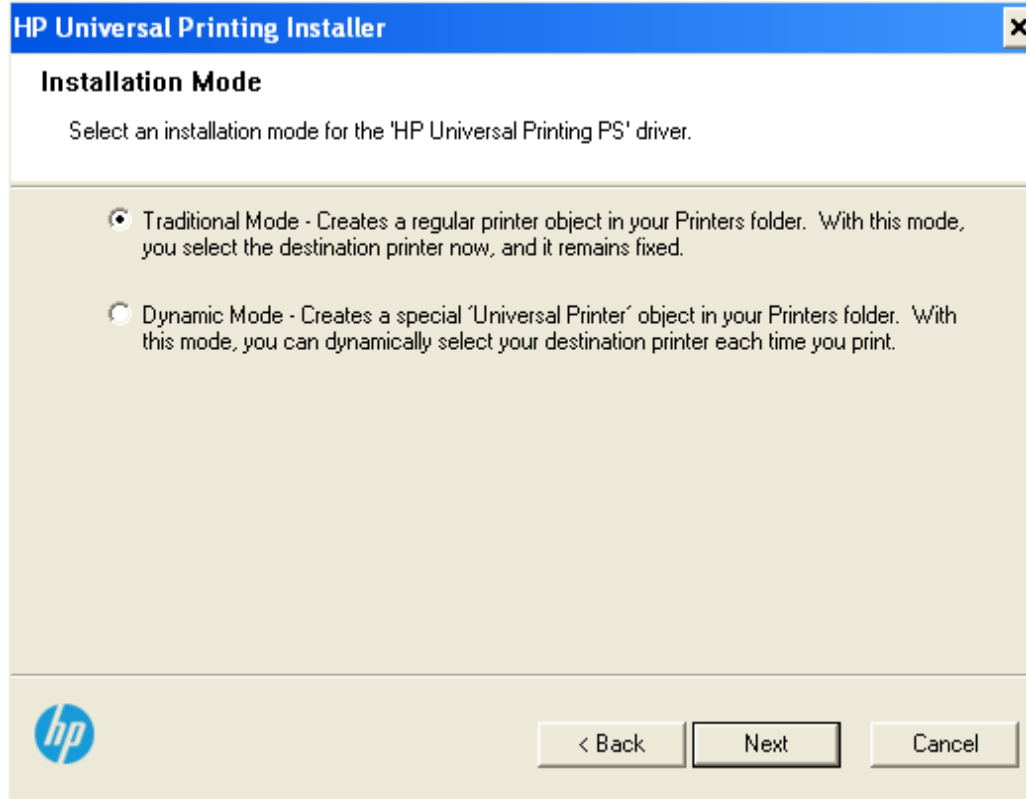 HP Universal Printing Installer
Installation Mode
Select an installation mode for the 'HP Universal Printing PS' driver.
Traditional Mode - Creates a regular printer object in your Printers folder.  With this mode,
you select the destination printer now, and it remains fixed.
Dynamic Mode - Creates a special ´Universal Printer´ object in your Printers folder.  With
this mode, you can dynamically select your destination printer each time you print.
hp
< Back
Next
Cancel